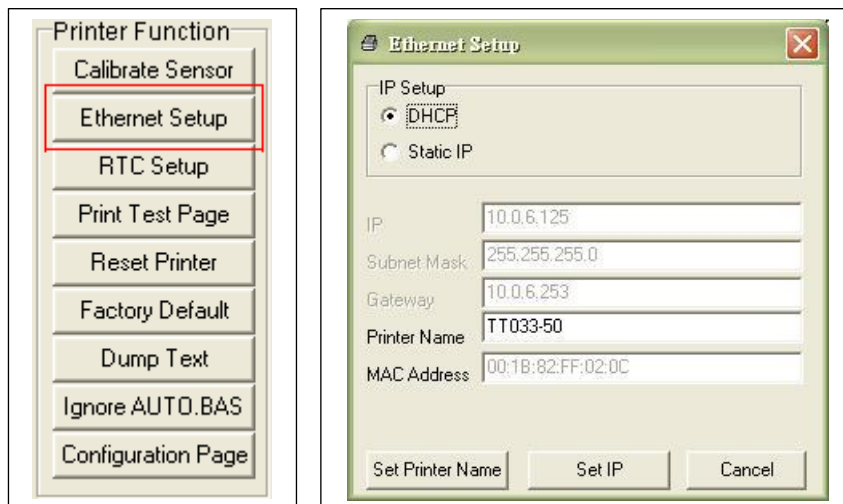 Printer Function
Calibrate Sensor
Ethernet Setup
RTC Setup
Print Test Page
Reset Printer
Factory Default
Dump Text
Ignore AUTO.BAS
Configuration Page
Ethernet Setup
IP Setup
DHCP
Static IP
IP 10.0.6.125
Subnet Mask 255.255.255.0
Gateway 10.0.6.253
Printer Name TT033-50
MAC Address 00:1B:82:FF:02:0C
Set Printer Name Set IP Cancel